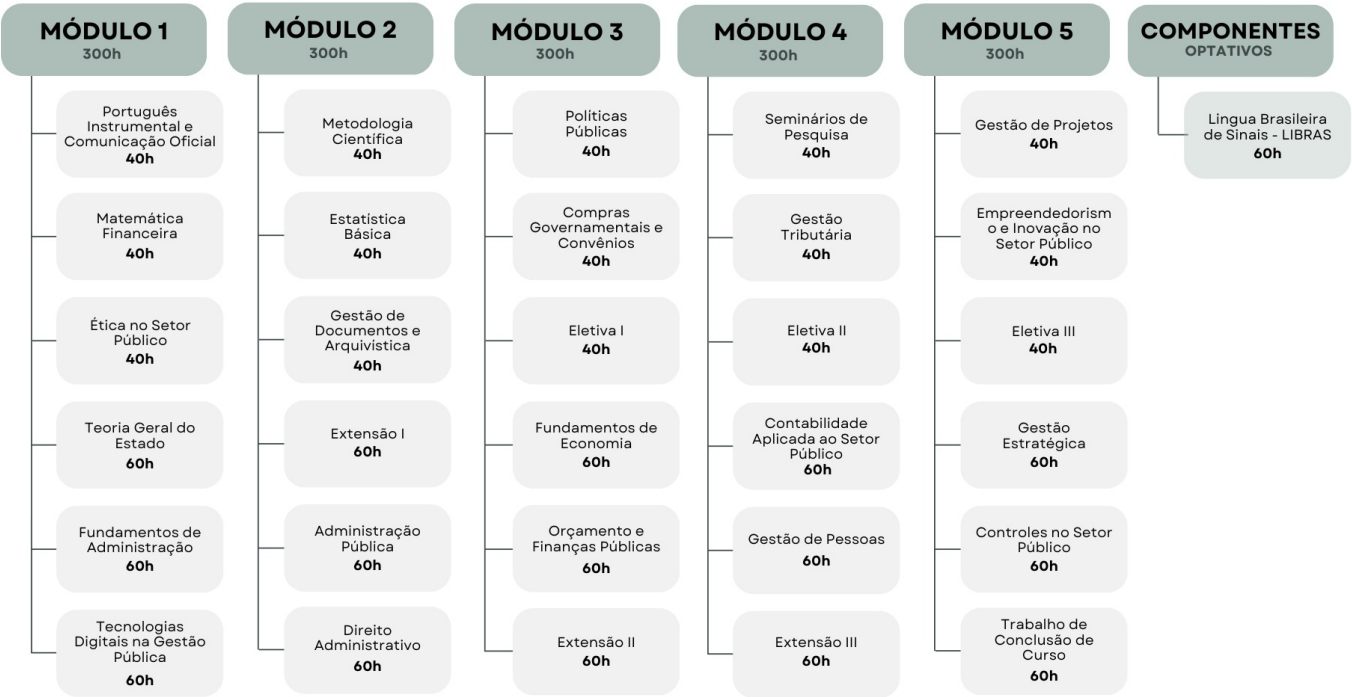 MÓDULO 1
300h
Português
Instrumental e
Comunicação Oficial
40h
Matemática
Financeira
40h
Ética no Setor
Público
40h
Teoria Geral do
Estado
60h
Fundamentos de
Administração
60h
Tecnologias
Digitais na Gestão
Pública
60h
MÓDULO 2
300h
Metodologia
Científica
40h
Estatística
Básica
40h
Gestão de
Documentos e
Arquivística
40h
Extensão I
60h
Administração
Pública
60h
Direito
Administrativo
60h
MÓDULO 3
300h
Políticas
Públicas
40h
Compras
Governamentais e
Convênios
40h
Eletiva I
40h
Fundamentos de
Economia
60h
Orçamento e
Finanças Públicas
60h
Extensão II
60h
MÓDULO 4
300h
Seminários de
Pesquisa
40h
Gestão
Tributária
40h
Eletiva II
40h
Contabilidade
Aplicada ao Setor
Público
60h
Gestão de Pessoas
60h
Extensão III
60h
MÓDULO 5
300h
Gestão de Projetos
40h
Empreendedorism
o e Inovação no
Setor Público
40h
Eletiva III
40h
Gestão
Estratégica
60h
Controles no Setor
Público
60h
Trabalho de
Conclusão de
Curso
60h
COMPONENTES
OPTATIVOS
Lingua Brasileira
de Sinais - LIBRAS
60h